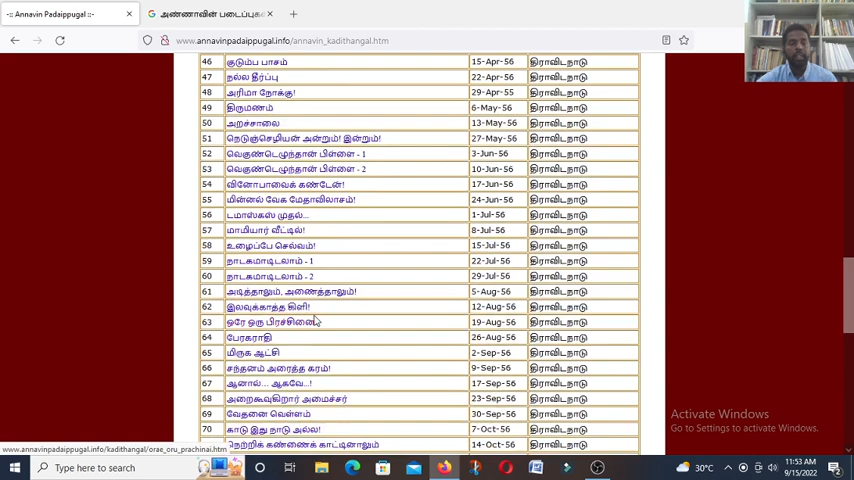 -:: Annavin Padaippugal ::-
அண்ணாவின் படைப்புகள்
www.annavinpadaippugal.info/annavin_kadithangal.htm
46 குடும்ப பாசம் 15-Apr-56 திராவிடநாடு
47 நல்ல தீர்ப்பு 22-Apr-56 திராவிடநாடு
48 அரிமா நோக்கு! 29-Apr-55 திராவிடநாடு
49 திருமணம் 6-May-56 திராவிடநாடு
50 அறச்சாலை 13-May-56 திராவிடநாடு
51 நெடுஞ்செழியன் அன்றும்! இன்றும்! 27-May-56 திராவிடநாடு
52 வெகுண்டெழுந்தான் பிள்ளை - 1 3-Jun-56 திராவிடநாடு
53 வெகுண்டெழுந்தான் பிள்ளை - 2 10-Jun-56 திராவிடநாடு
54 வினோபாவைக் கண்டேன்! 17-Jun-56 திராவிடநாடு
55 மின்னல் வேக மேதாவிலாசம்! 24-Jun-56 திராவிடநாடு
56 டமாஸ்கஸ் முதல்... 1-Jul-56 திராவிடநாடு
57 மாமியார் வீட்டில்! 8-Jul-56 திராவிடநாடு
58 உழைப்பே செல்வம்! 15-Jul-56 திராவிடநாடு
59 நாடகமாடிடலாம் - 1 22-Jul-56 திராவிடநாடு
60 நாடகமாடிடலாம் - 2 29-Jul-56 திராவிடநாடு
61 அடித்தாலும், அணைத்தாலும்! 5-Aug-56 திராவிடநாடு
62 இலவுக்காத்த கிளி! 12-Aug-56 திராவிடநாடு
63 ஒரே ஒரு பிரச்சினை 19-Aug-56 திராவிடநாடு
64 பேரகராதி 26-Aug-56 திராவிடநாடு
65 மிருக ஆட்சி 2-Sep-56 திராவிடநாடு
66 சந்தனம் அரைத்த கரம்! 9-Sep-56 திராவிடநாடு
67 ஆனால்... ஆகவே...! 17-Sep-56 திராவிடநாடு
68 அறைகூவுகிறார் அமைச்சர் 23-Sep-56 திராவிடநாடு
69 வேதனை வெள்ளம் 30-Sep-56 திராவிடநாடு
70 காடு இது நாடு அல்ல! 7-Oct-56 திராவிடநாடு
நெற்றிக் கண்ணைக் காட்டினாலும் 14-Oct-56 திராவிடநாடு
annavinpadaippugal.info/kadithangal/orae_oru_prachinai.htm
Activate Windows
Go to Settings to activate Windows.
Type here to search
30°C
11:53 AM
9/15/2022